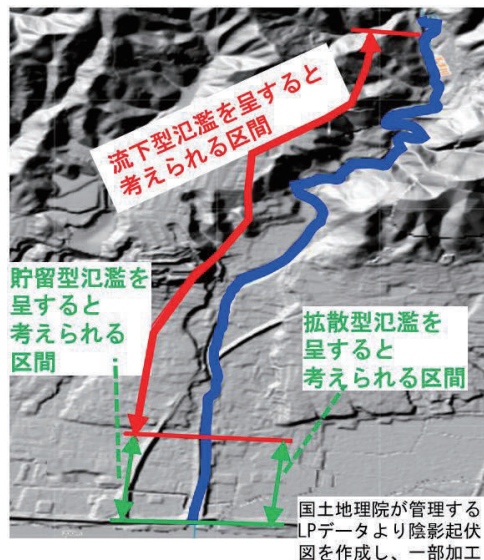 流下型氾濫を呈すると
考えられる区間
貯留型氾濫を
呈すると
考えられる
区間
拡散型氾濫を
呈すると
考えられる区間
国土地理院が管理する
LPデータより陰影起伏
図を作成し、一部加工